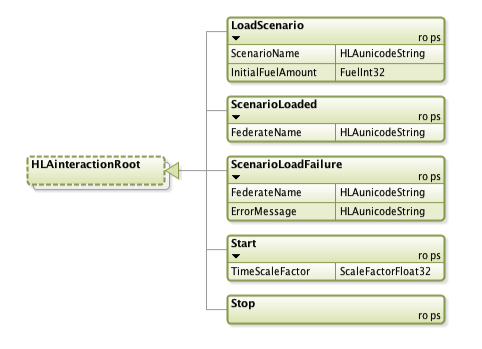 LoadScenario
ro ps
ScenarioName HLAunicodeString
InitialFuelAmount FuelInt32
ScenarioLoaded
ro ps
FederateName HLAunicodeString
HLAinteractionRoot
ScenarioLoadFailure
ro ps
FederateName HLAunicodeString
ErrorMessage HLAunicodeString
Start
ro ps
TimeScaleFactor ScaleFactorFloat32
Stop
ro ps